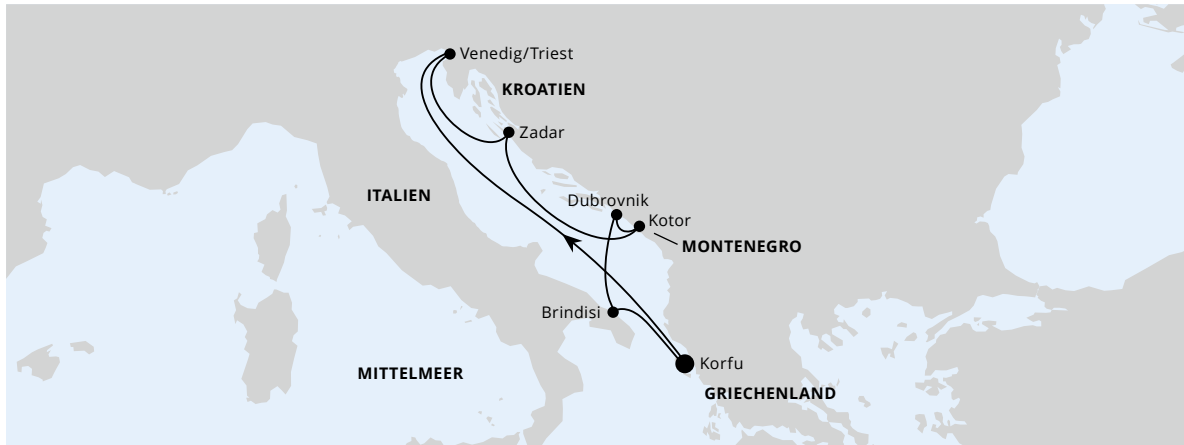 Venedig/Triest
KROATIEN
Zadar
ITALIEN
Dubrovnik
Kotor
MONTENEGRO
Brindisi
Korfu
MITTELMEER
GRIECHENLAND